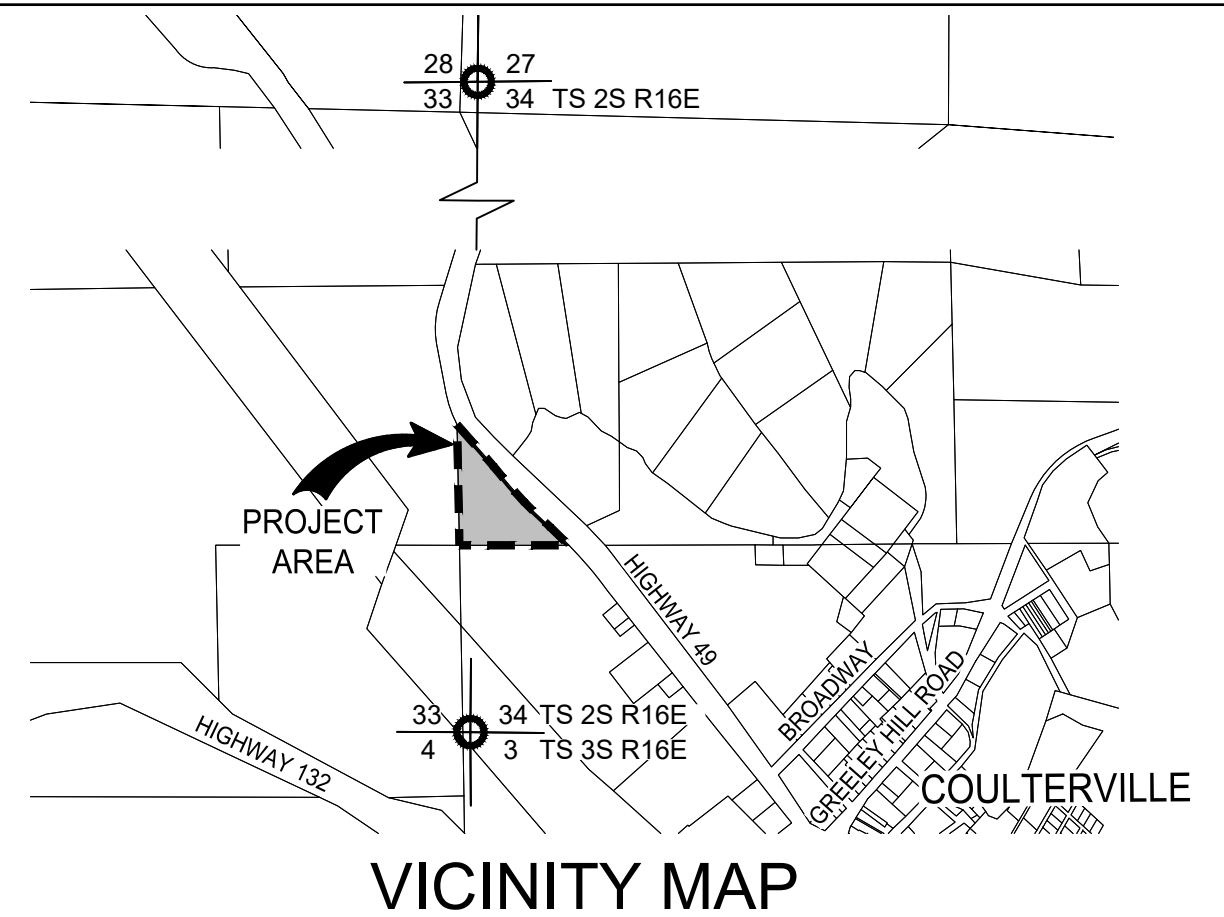 28 27
33 34 TS 2S R16E
PROJECT
AREA
HIGHWAY 49
BROADWAY
GREELEY HILL ROAD
33 34 TS 2S R16E
4 3 TS 3S R16E
HIGHWAY 132
COULTERVILLE
VICINITY MAP